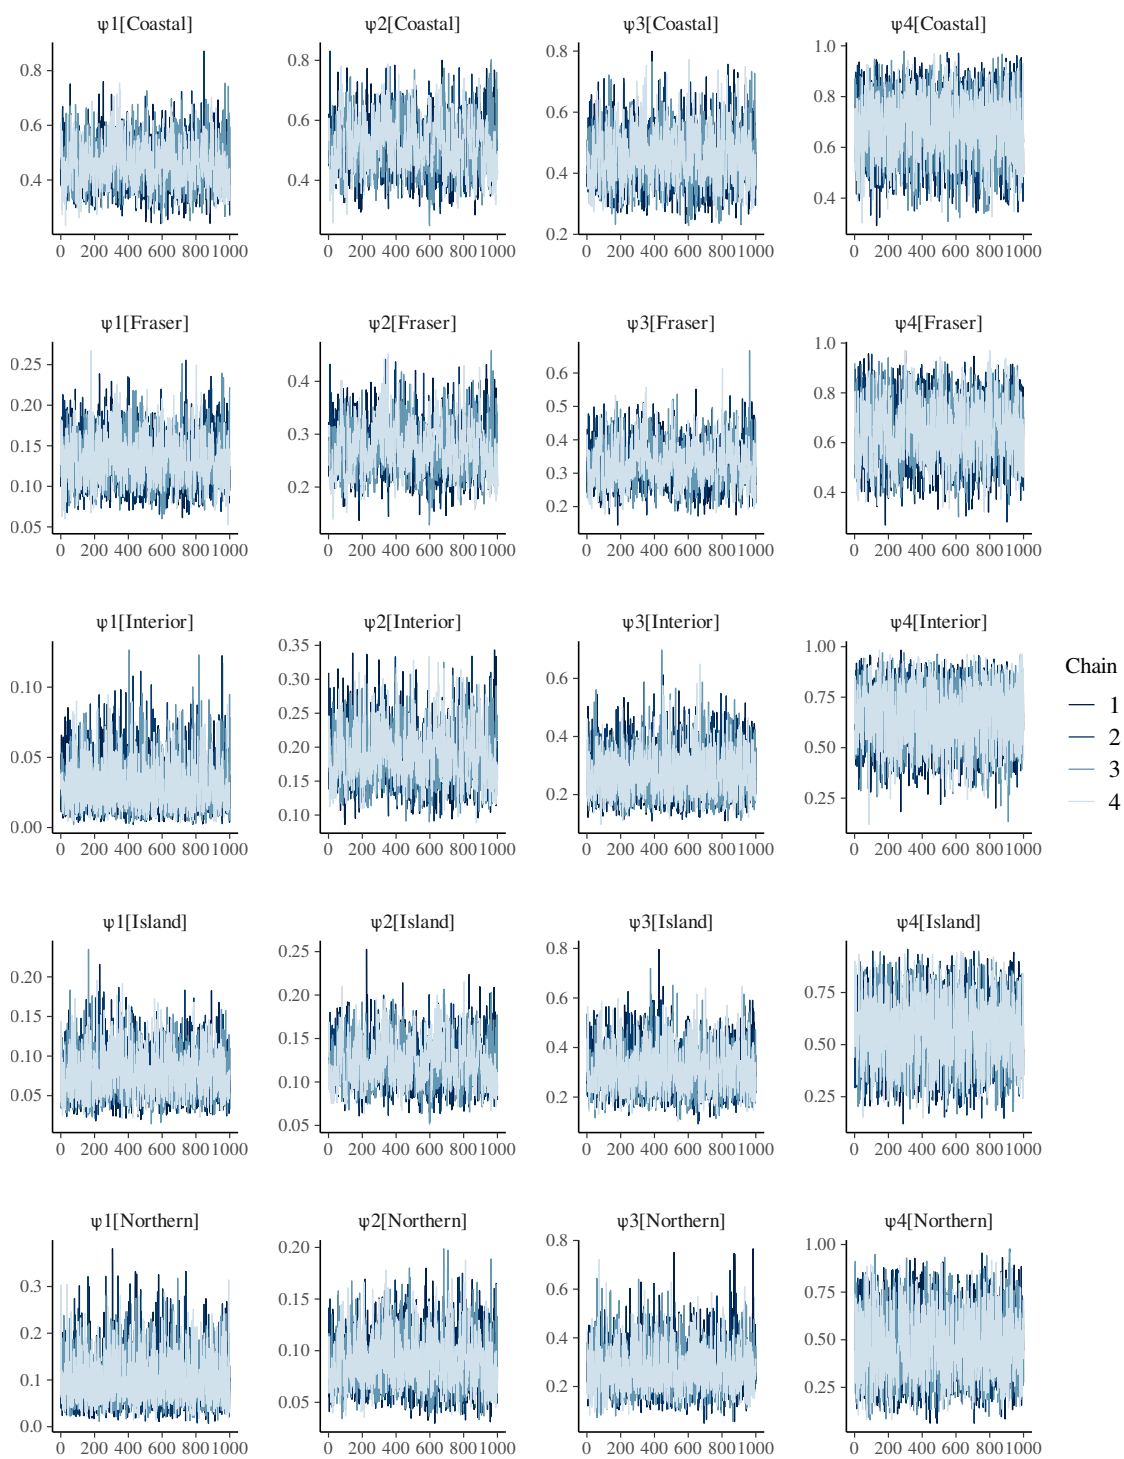 ψ1[Coastal] ψ2[Coastal] ψ3[Coastal] ψ4[Coastal]
0.8 0.6 0.4
0.8 0.6 0.4
0.8 0.6 0.4 0.2
1.0 0.8 0.6 0.4
0 200 400 600 800 1000 0 200 400 600 800 1000 0 200 400 600 800 1000 0 200 400 600 800 1000
ψ1[Fraser] ψ2[Fraser] ψ3[Fraser] ψ4[Fraser]
0.25 0.20 0.15 0.10 0.05
0.4 0.3 0.2
0.6 0.5 0.4 0.3 0.2
1.0 0.8 0.6 0.4
0 200 400 600 800 1000 0 200 400 600 800 1000 0 200 400 600 800 1000 0 200 400 600 800 1000
ψ1[Interior] ψ2[Interior] ψ3[Interior] ψ4[Interior]
0.10 0.05 0.00
0.35 0.30 0.25 0.20 0.15 0.10
0.6 0.4 0.2
1.00 0.75 0.50 0.25
0 200 400 600 800 1000 0 200 400 600 800 1000 0 200 400 600 800 1000 0 200 400 600 800 1000
Chain
1
2
3
4
ψ1[Island] ψ2[Island] ψ3[Island] ψ4[Island]
0.20 0.15 0.10 0.05
0.25 0.20 0.15 0.10 0.05
0.8 0.6 0.4 0.2
0.75 0.50 0.25
0 200 400 600 800 1000 0 200 400 600 800 1000 0 200 400 600 800 1000 0 200 400 600 800 1000
ψ1[Northern] ψ2[Northern] ψ3[Northern] ψ4[Northern]
0.3 0.2 0.1 0.0
0.20 0.15 0.10 0.05
0.8 0.6 0.4 0.2
1.00 0.75 0.50 0.25
0 200 400 600 800 1000 0 200 400 600 800 1000 0 200 400 600 800 1000 0 200 400 600 800 1000